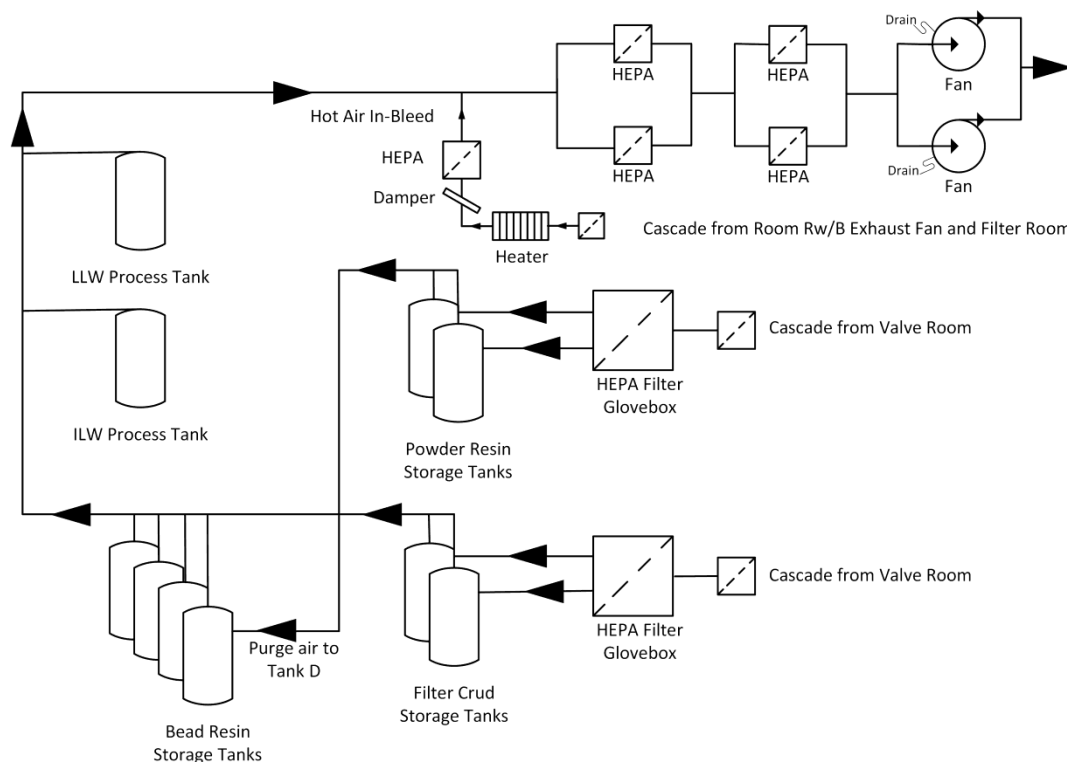 Drain
HEPA
HEPA
Fan
Hot Air In-Bleed
HEPA
HEPA
HEPA
Drain
Fan
Damper
Cascade from Room Rw/B Exhaust Fan and Filter Room
Heater
LLW Process Tank
Cascade from Valve Room
HEPA Filter
Glovebox
ILW Process Tank
Powder Resin
Storage Tanks
Cascade from Valve Room
HEPA Filter
Glovebox
Purge air to
Tank D
Filter Crud
Storage Tanks
Bead Resin
Storage Tanks